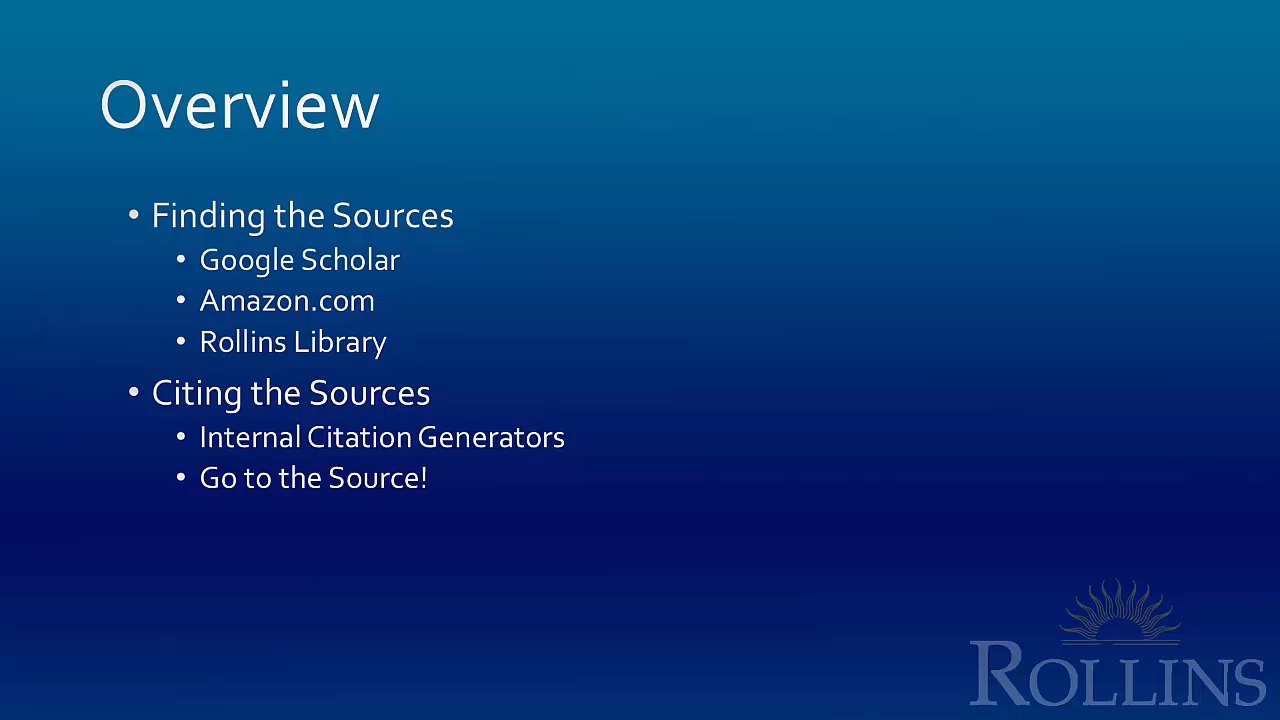 Overview
• Finding the Sources
• Google Scholar
• Amazon.com
• Rollins Library
• Citing the Sources
• Internal Citation Generators
• Go to the Source!
ROLLINS